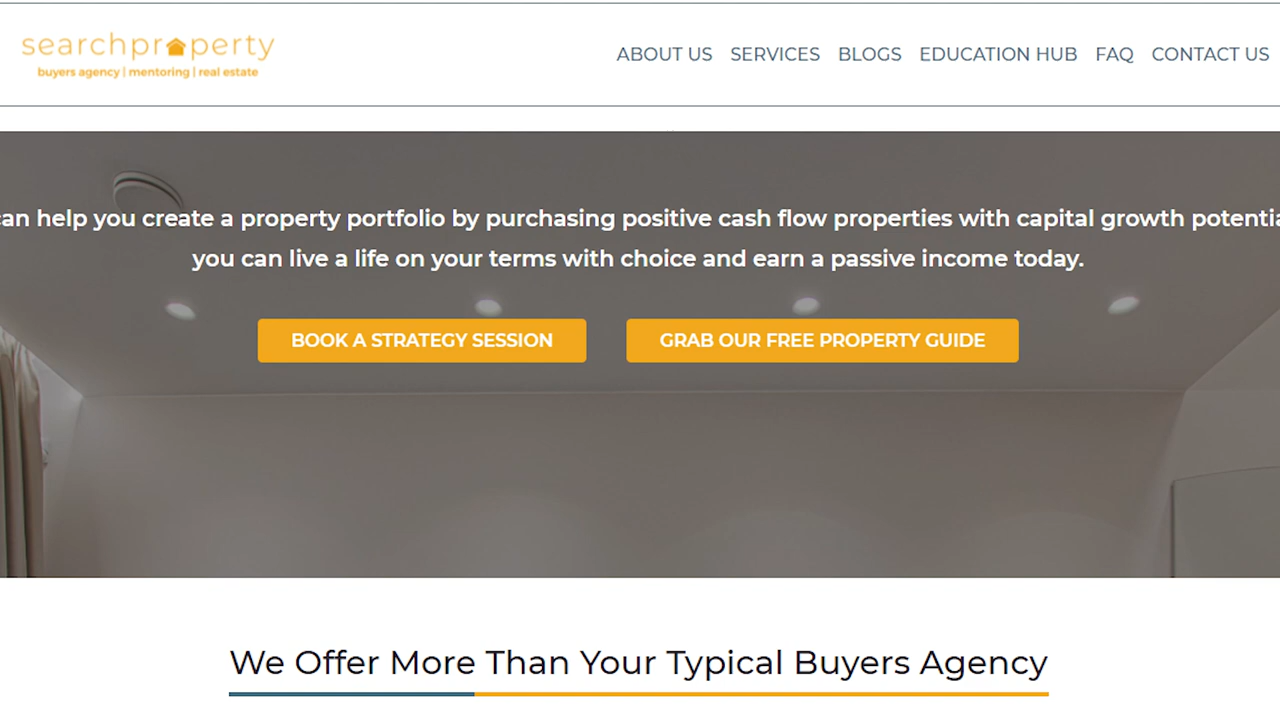 searchproperty
buyers agency | mentoring | real estate
ABOUT US SERVICES BLOGS EDUCATION HUB FAQ CONTACT US
can help you create a property portfolio by purchasing positive cash flow properties with capital growth potentia
you can live a life on your terms with choice and earn a passive income today.
BOOK A STRATEGY SESSION GRAB OUR FREE PROPERTY GUIDE
We Offer More Than Your Typical Buyers Agency